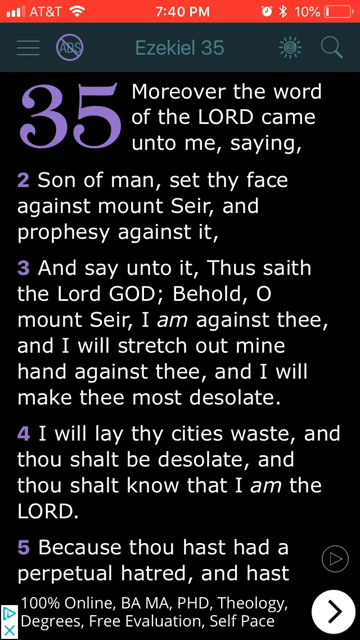 AT&T 7:40 PM 10%
ADS Ezekiel 35
35 Moreover the word
of the LORD came
unto me, saying,
2 Son of man, set thy face
against mount Seir, and
prophesy against it,
3 And say unto it, Thus saith
the Lord GOD; Behold, O
mount Seir, I am against thee,
and I will stretch out mine
hand against thee, and I will
make thee most desolate.
4 I will lay thy cities waste, and
thou shalt be desolate, and
thou shalt know that I am the
LORD.
5 Because thou hast had a
perpetual hatred, and hast
100% Online, BA MA, PHD, Theology,
Degrees, Free Evaluation, Self Pace